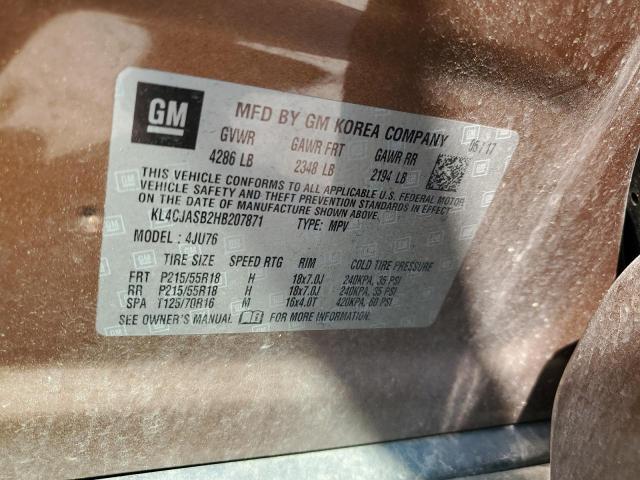 GM
MFD BY GM KOREA COMPANY 06/17
GVWR GAWR FRT GAWR RR
4286 LB 2348 LB 2194 LB
THIS VEHICLE CONFORMS TO ALL APPLICABLE U.S. FEDERAL MOTOR
VEHICLE SAFETY AND THEFT PREVENTION STANDARDS IN EFFECT
ON THE DATE OF MANUFACTURE SHOWN ABOVE.
KL4CJASB2HB207871 TYPE: MPV
MODEL : 4JU76
TIRE SIZE SPEED RTG RIM COLD TIRE PRESSURE
FRT P215/55R18 H 18x7.0J 240KPA, 35 PSI
RR P215/55R18 H 18x7.0J 240KPA, 35 PSI
SPA T125/70R16 M 16x4.0T 420KPA, 60 PSI
SEE OWNER'S MANUAL FOR MORE INFORMATION.